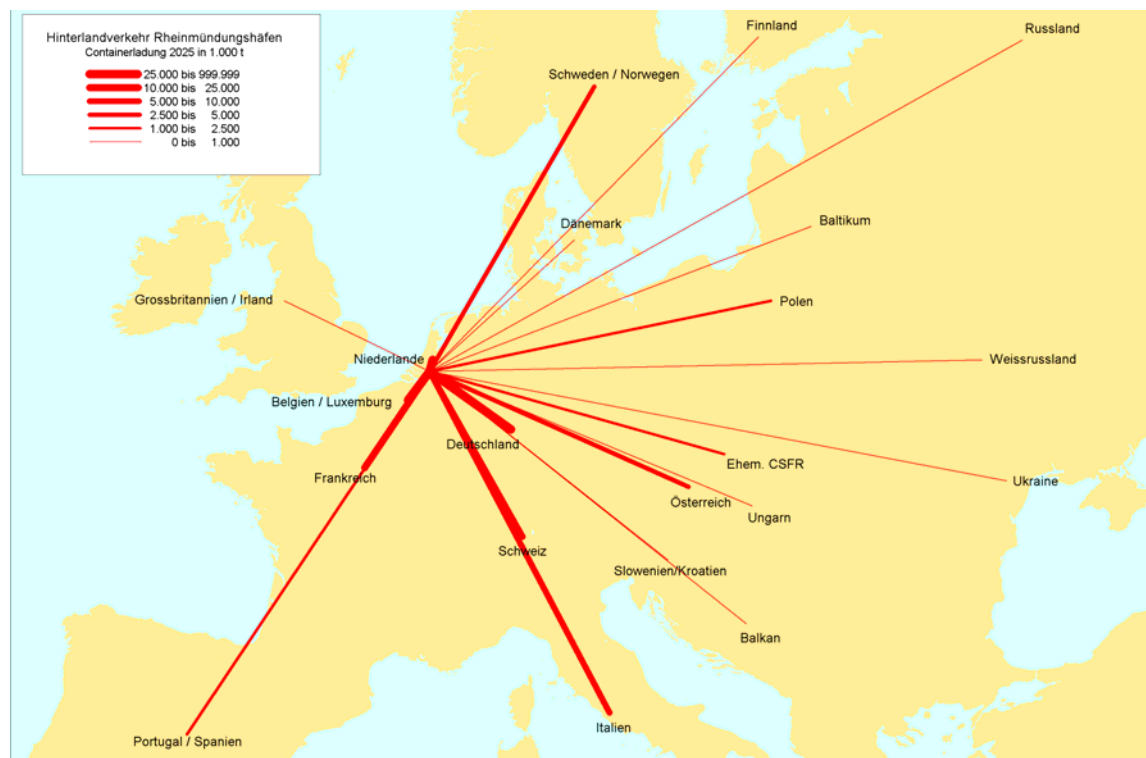 Hinterlandverkehr Rheinmündungshäfen
Containerladung 2025 in 1.000 t
25.000 bis 999.999
10.000 bis 25.000
5.000 bis 10.000
2.500 bis 5.000
1.000 bis 2.500
0 bis 1.000
Finnland
Russland
Schweden / Norwegen
Dänemark
Baltikum
Grossbritannien / Irland
Polen
Niederlande
Weissrussland
Belgien / Luxemburg
Deutschland
Ehem. CSFR
Frankreich
Ukraine
Österreich
Ungarn
Schweiz
Slowenien/Kroatien
Balkan
Italien
Portugal / Spanien